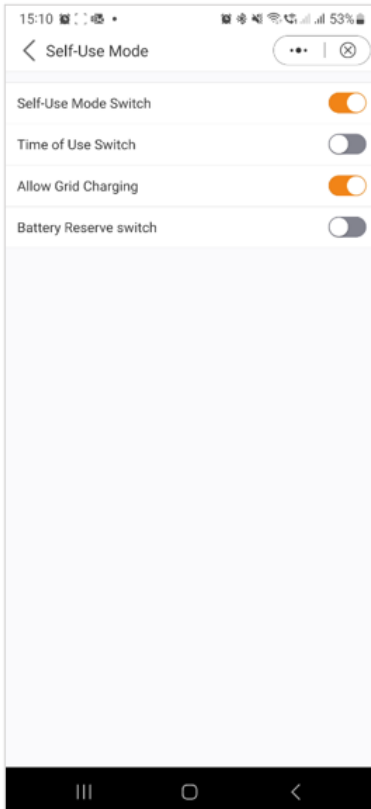 15:10
53%
Self-Use Mode
Self-Use Mode Switch
Time of Use Switch
Allow Grid Charging
Battery Reserve switch